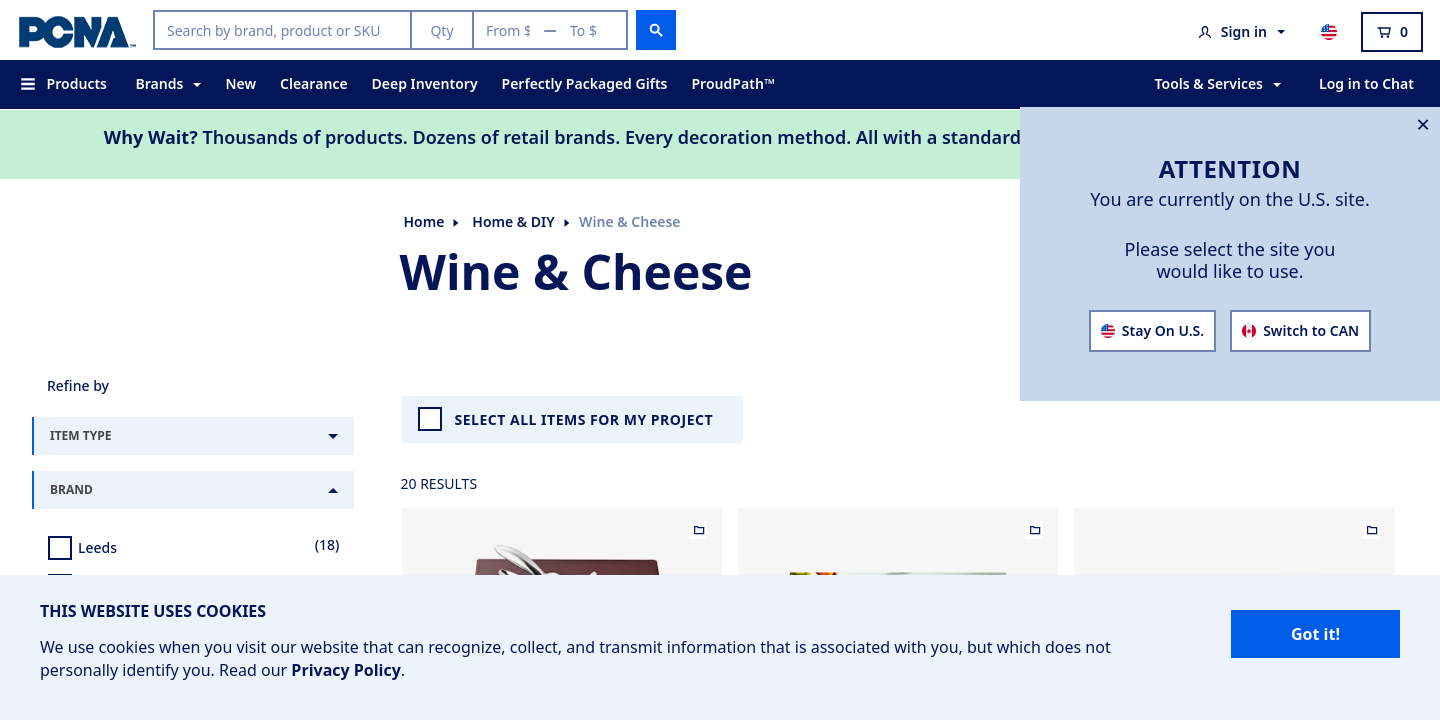 PCNA™
Search by brand, product or SKU
Qty
From $ — To $
Sign in
0
Products
Brands
New
Clearance
Deep Inventory
Perfectly Packaged Gifts
ProudPath™
Tools & Services
Log in to Chat
Why Wait? Thousands of products. Dozens of retail brands. Every decoration method. All with a standard
ATTENTION
You are currently on the U.S. site.
Please select the site you
would like to use.
Stay On U.S.
Switch to CAN
Home
Home & DIY
Wine & Cheese
Wine & Cheese
Refine by
ITEM TYPE
BRAND
Leeds
(18)
SELECT ALL ITEMS FOR MY PROJECT
20 RESULTS
THIS WEBSITE USES COOKIES
We use cookies when you visit our website that can recognize, collect, and transmit information that is associated with you, but which does not
personally identify you. Read our Privacy Policy.
Got it!